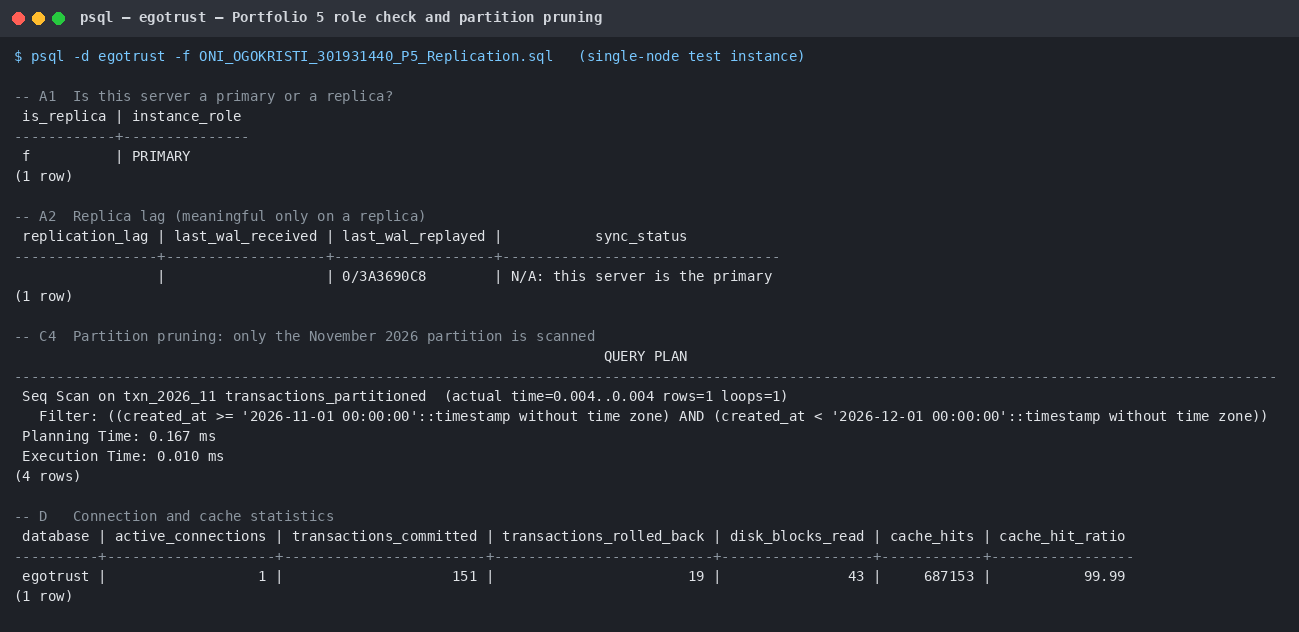 psql — egotrust — Portfolio 5 role check and partition pruning
$ psql -d egotrust -f ONI_OGOKRISTI_301931440_P5_Replication.sql   (single-node test instance)
-- A1  Is this server a primary or a replica?
 is_replica | instance_role
------------+---------------
 f          | PRIMARY
(1 row)
-- A2  Replica lag (meaningful only on a replica)
 replication_lag | last_wal_received | last_wal_replayed |           sync_status
-----------------+-------------------+-------------------+---------------------------------
                 |                   | 0/3A3690C8        | N/A: this server is the primary
(1 row)
-- C4  Partition pruning: only the November 2026 partition is scanned
                                                                      QUERY PLAN
------------------------------------------------------------------------------------------------------------------------------------------------------
 Seq Scan on txn_2026_11 transactions_partitioned  (actual time=0.004..0.004 rows=1 loops=1)
   Filter: ((created_at >= '2026-11-01 00:00:00'::timestamp without time zone) AND (created_at < '2026-12-01 00:00:00'::timestamp without time zone))
 Planning Time: 0.167 ms
 Execution Time: 0.010 ms
(4 rows)
-- D   Connection and cache statistics
 database | active_connections | transactions_committed | transactions_rolled_back | disk_blocks_read | cache_hits | cache_hit_ratio
----------+--------------------+------------------------+--------------------------+------------------+------------+-----------------
 egotrust |                  1 |                    151 |                       19 |               43 |     687153 |           99.99
(1 row)